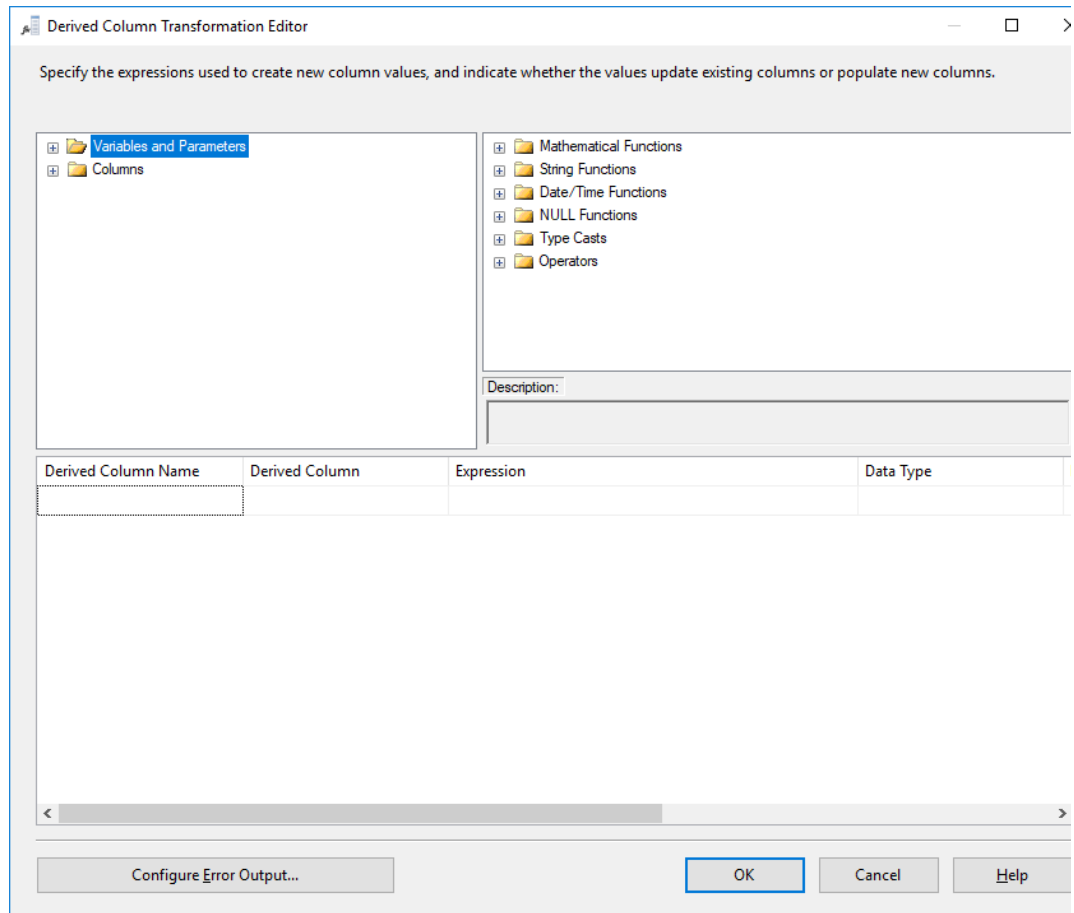 Derived Column Transformation Editor
Specify the expressions used to create new column values, and indicate whether the values update existing columns or populate new columns.
Variables and Parameters
Columns
Mathematical Functions
String Functions
Date/Time Functions
NULL Functions
Type Casts
Operators
Description:
Derived Column Name Derived Column Expression Data Type
Configure Error Output... OK Cancel Help